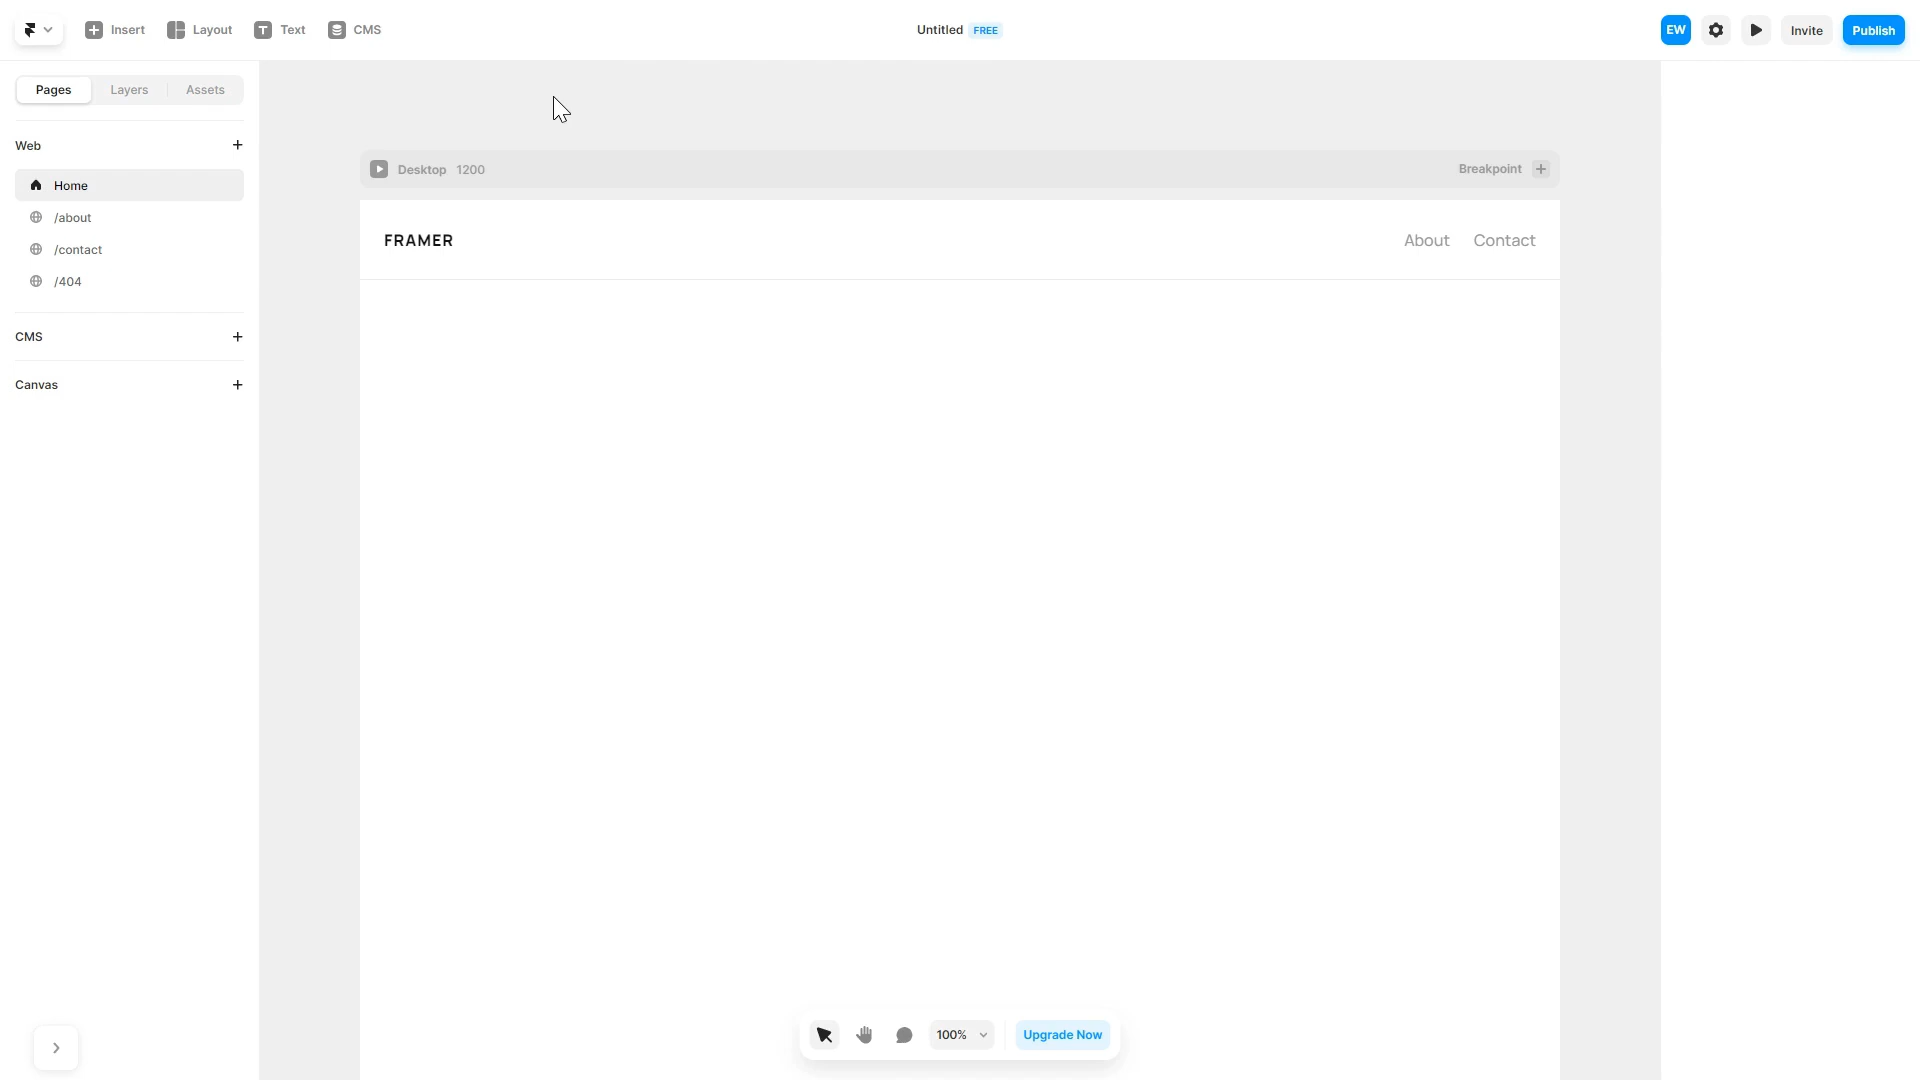 Insert Layout Text CMS Untitled FREE EW Invite Publish
Pages Layers Assets
Web
Home
/about
/contact
/404
CMS
Canvas
Desktop 1200 Breakpoint
FRAMER About Contact
100% Upgrade Now